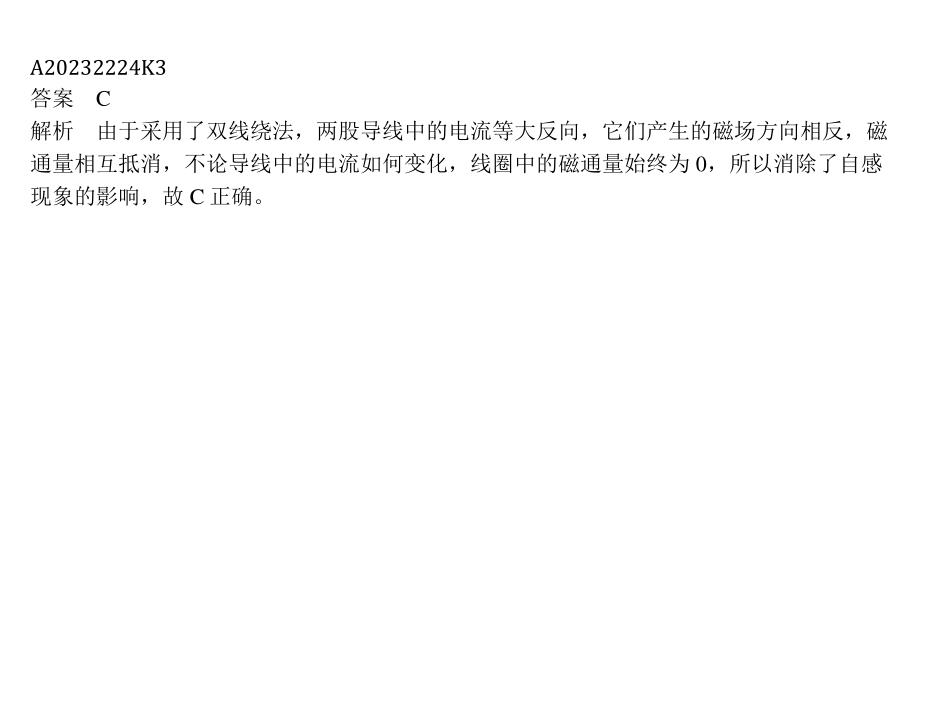 A20232224K3
答案 C
解析 由于采用了双线绕法，两股导线中的电流等大反向，它们产生的磁场方向相反，磁
通量相互抵消，不论导线中的电流如何变化，线圈中的磁通量始终为 0，所以消除了自感
现象的影响，故 C 正确。